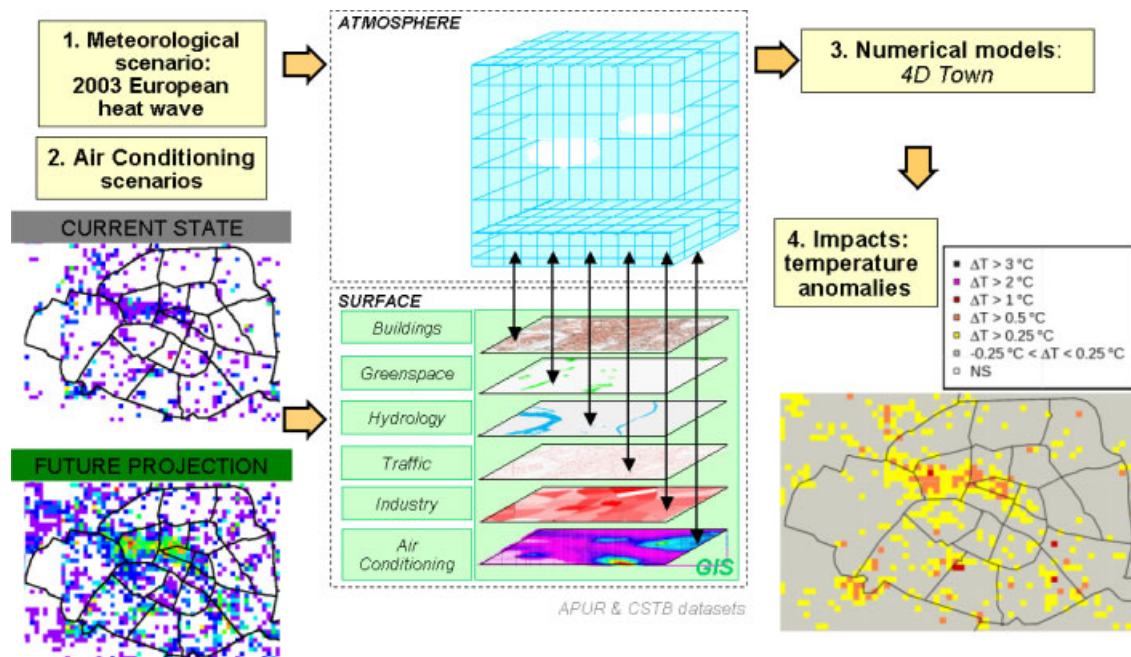 1. Meteorological
scenario:
2003 European
heat wave
2. Air Conditioning
scenarios
CURRENT STATE
FUTURE PROJECTION
ATMOSPHERE
SURFACE
Buildings
Greenspace
Hydrology
Traffic
Industry
Air
Conditioning
GIS
APUR & CSTB datasets
3. Numerical models:
4D Town
4. Impacts:
temperature
anomalies
ΔT > 3 °C
ΔT > 2 °C
ΔT > 1 °C
ΔT > 0.5 °C
ΔT > 0.25 °C
-0.25 °C < ΔT < 0.25 °C
NS